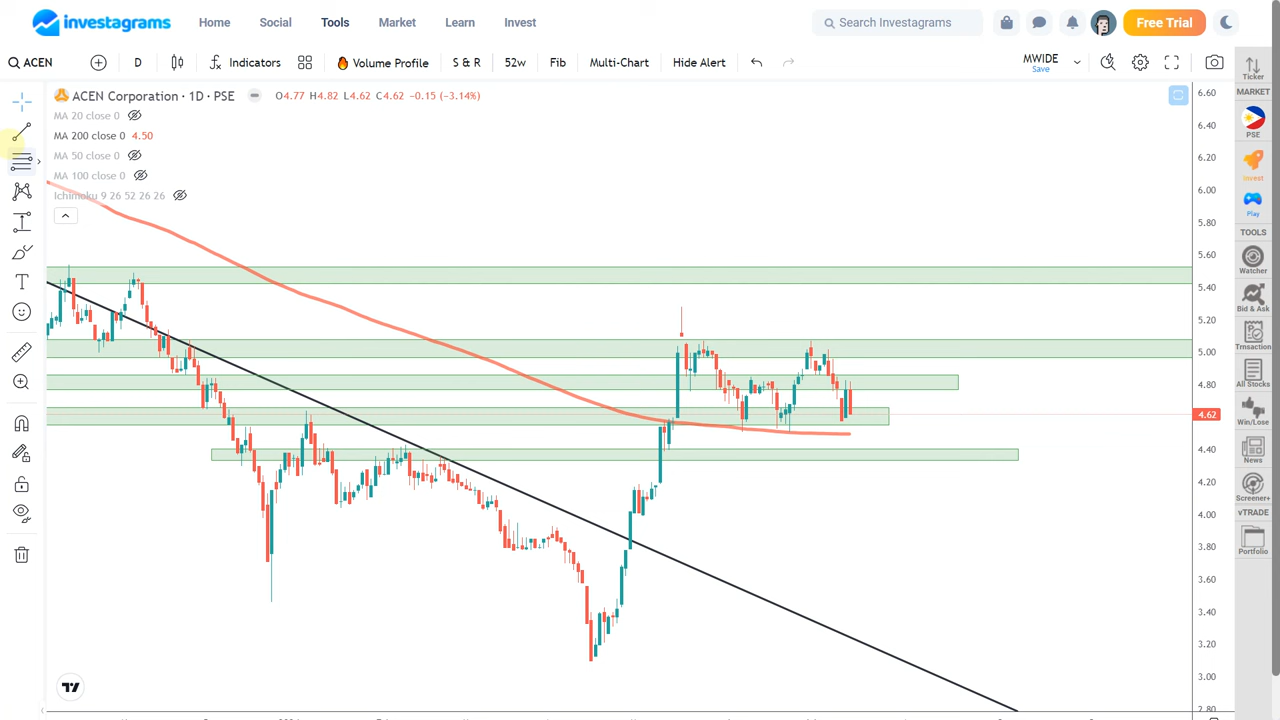 investagrams
Home Social Tools Market Learn Invest
Search Investagrams
Free Trial
ACEN D Indicators Volume Profile S & R 52w Fib Multi-Chart Hide Alert
MWIDE
Save
Ticker
MARKET
PSE
Invest
Play
TOOLS
Watcher
Bid & Ask
Trnsaction
All Stocks
Win/Lose
News
Screener+
vTRADE
Portfolio
ACEN Corporation · 1D · PSE O4.77 H4.82 L4.62 C4.62 -0.15 (-3.14%)
MA 20 close 0
MA 200 close 0 4.50
MA 50 close 0
MA 100 close 0
Ichimoku 9 26 52 26 26
6.60
6.40
6.20
6.00
5.80
5.60
5.40
5.20
5.00
4.80
4.62
4.40
4.20
4.00
3.80
3.60
3.40
3.20
3.00
2.80